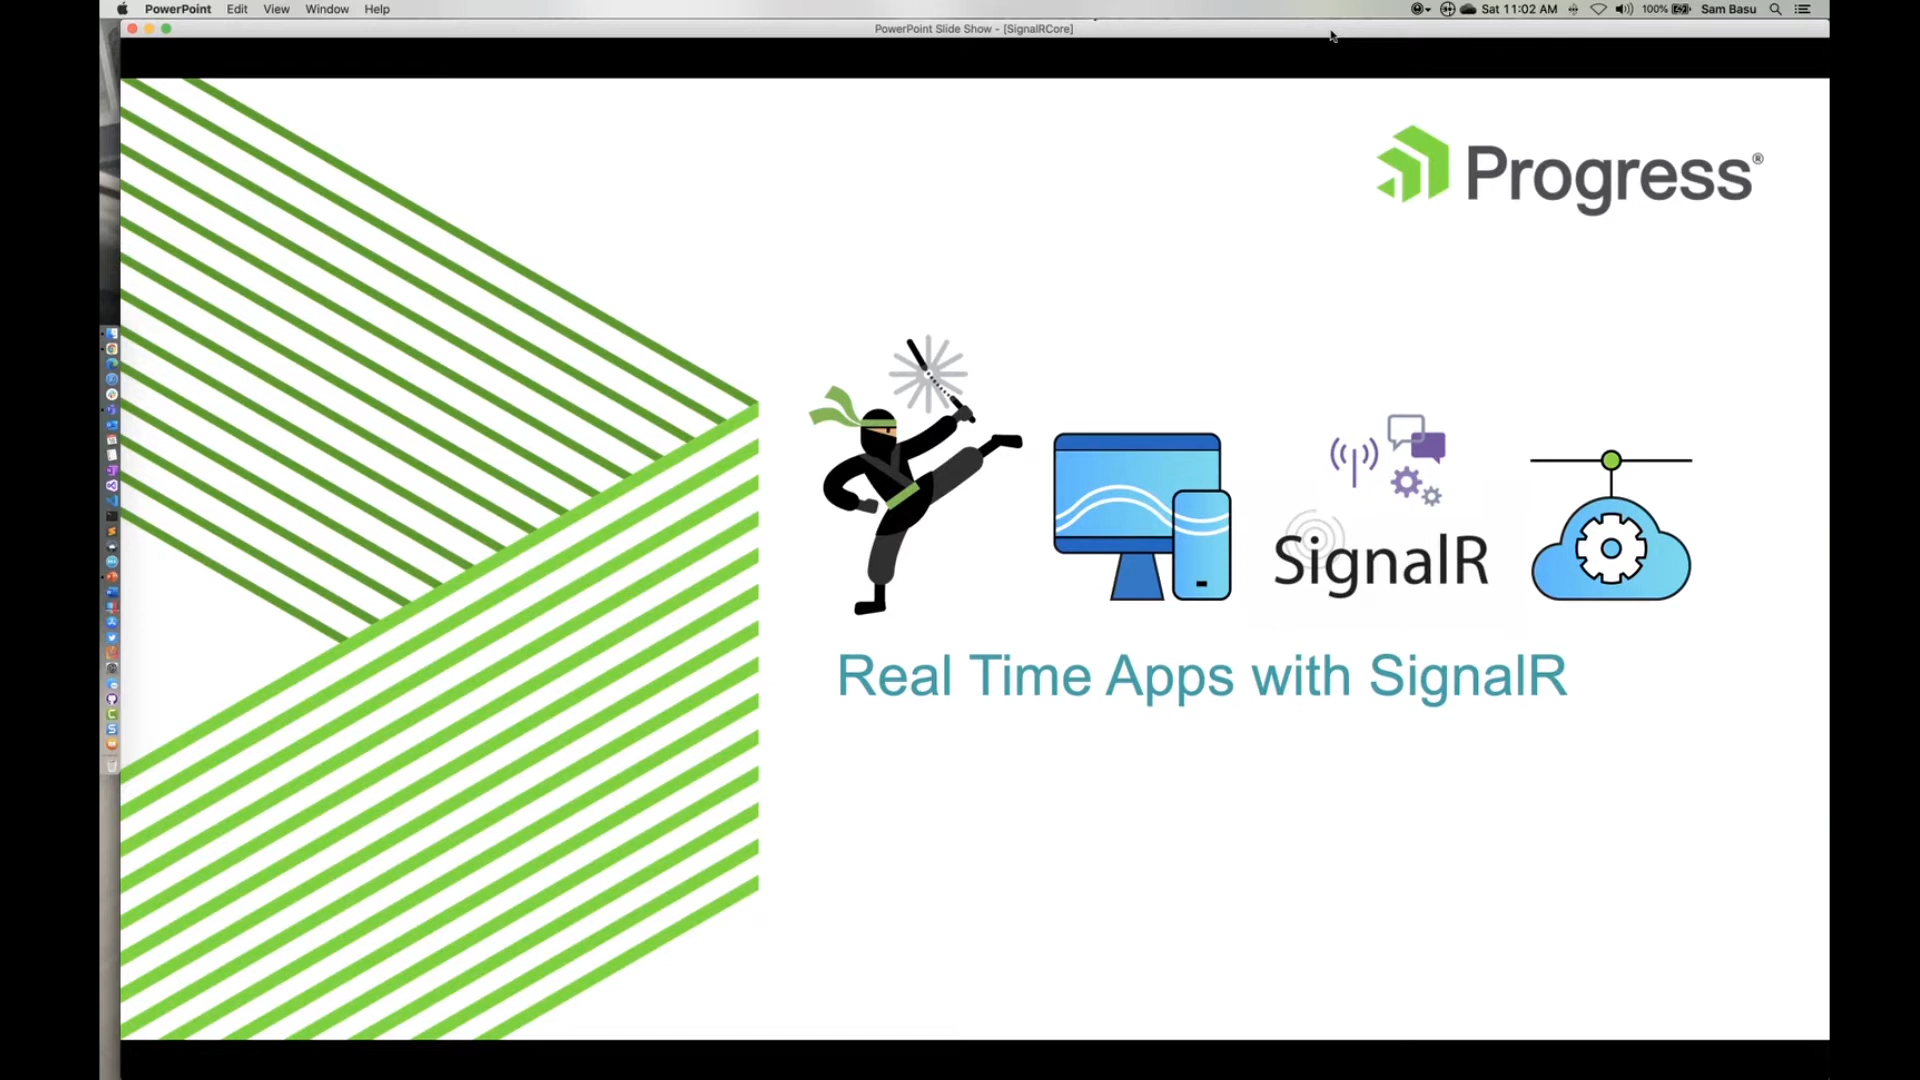 PowerPoint Edit View Window Help
Sat 11:02 AM 100% Sam Basu
PowerPoint Slide Show - [SignalRCore]
Progress®
SignalR
Real Time Apps with SignalR